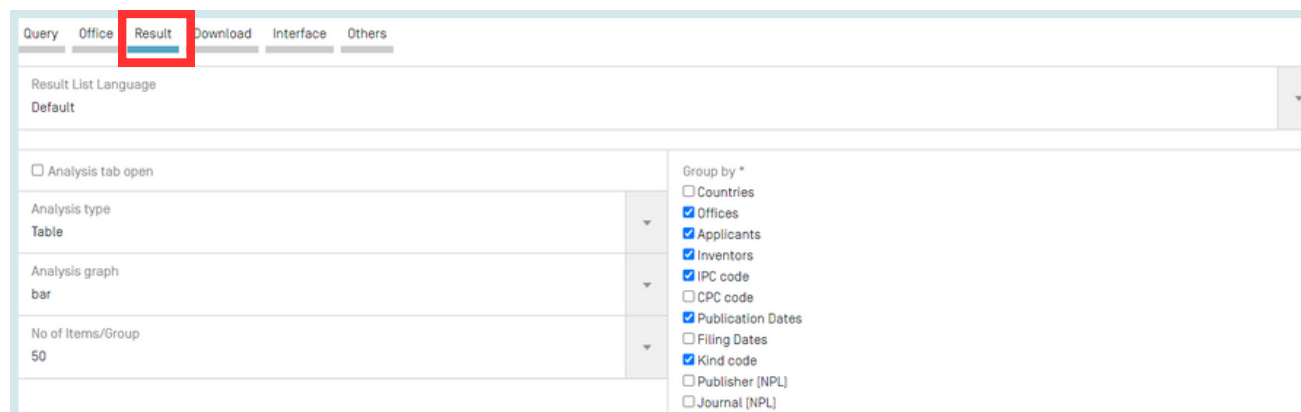 Query Office Result Download Interface Others
Result List Language
Default
Analysis tab open
Analysis type
Table
Analysis graph
bar
No of Items/Group
50
Group by *
Countries
Offices
Applicants
Inventors
IPC code
CPC code
Publication Dates
Filing Dates
Kind code
Publisher (NPL)
Journal (NPL)